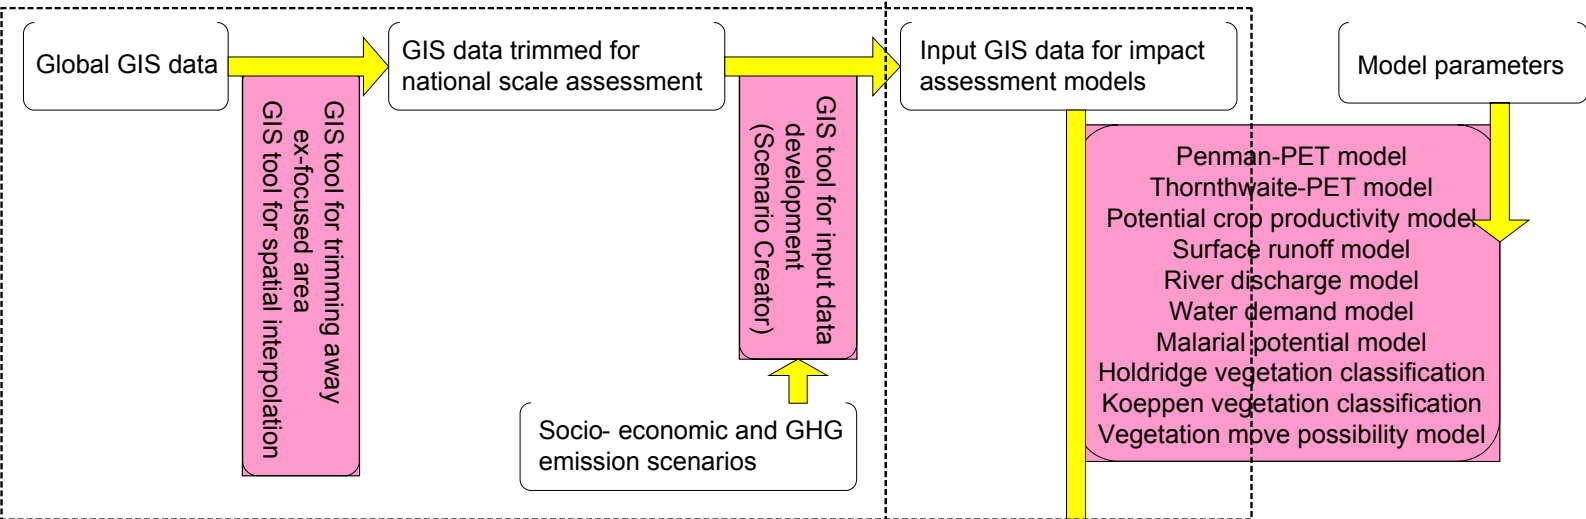 Global GIS data
GIS data trimmed for
national scale assessment
Input GIS data for impact
assessment models
Model parameters
GIS tool for trimming away
ex-focused area
GIS tool for spatial interpolation
GIS tool for input data
development
(Scenario Creator)
Penman-PET model
Thornthwaite-PET model
Potential crop productivity model
Surface runoff model
River discharge model
Water demand model
Malarial potential model
Holdridge vegetation classification
Koeppen vegetation classification
Vegetation move possibility model
Socio- economic and GHG
emission scenarios